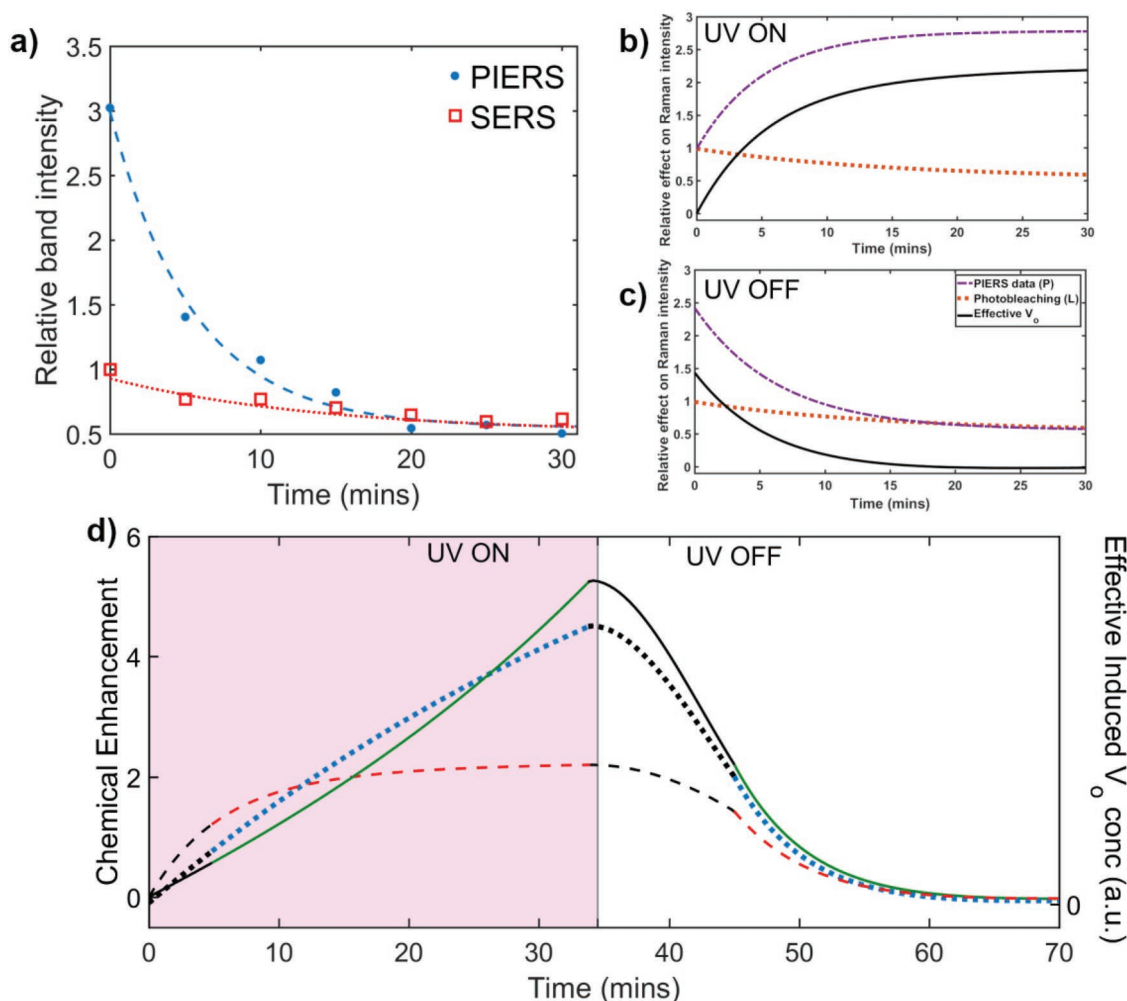 a)
Relative band intensity
3.5
3
2.5
2
1.5
1
0.5
0
10
20
30
Time (mins)
PIERS
SERS
b)
UV ON
Relative effect on Raman intensity
3
2.5
2
1.5
1
0.5
0
0
5
10
15
20
25
30
Time (mins)
c)
UV OFF
Relative effect on Raman intensity
3
2.5
2
1.5
1
0.5
0
0
5
10
15
20
25
30
Time (mins)
PIERS data (P)
Photobleaching (L)
Effective Vo
d)
UV ON
UV OFF
Chemical Enhancement
6
4
2
0
0
10
20
30
40
50
60
70
Time (mins)
0
Effective Induced Vo conc (a.u.)